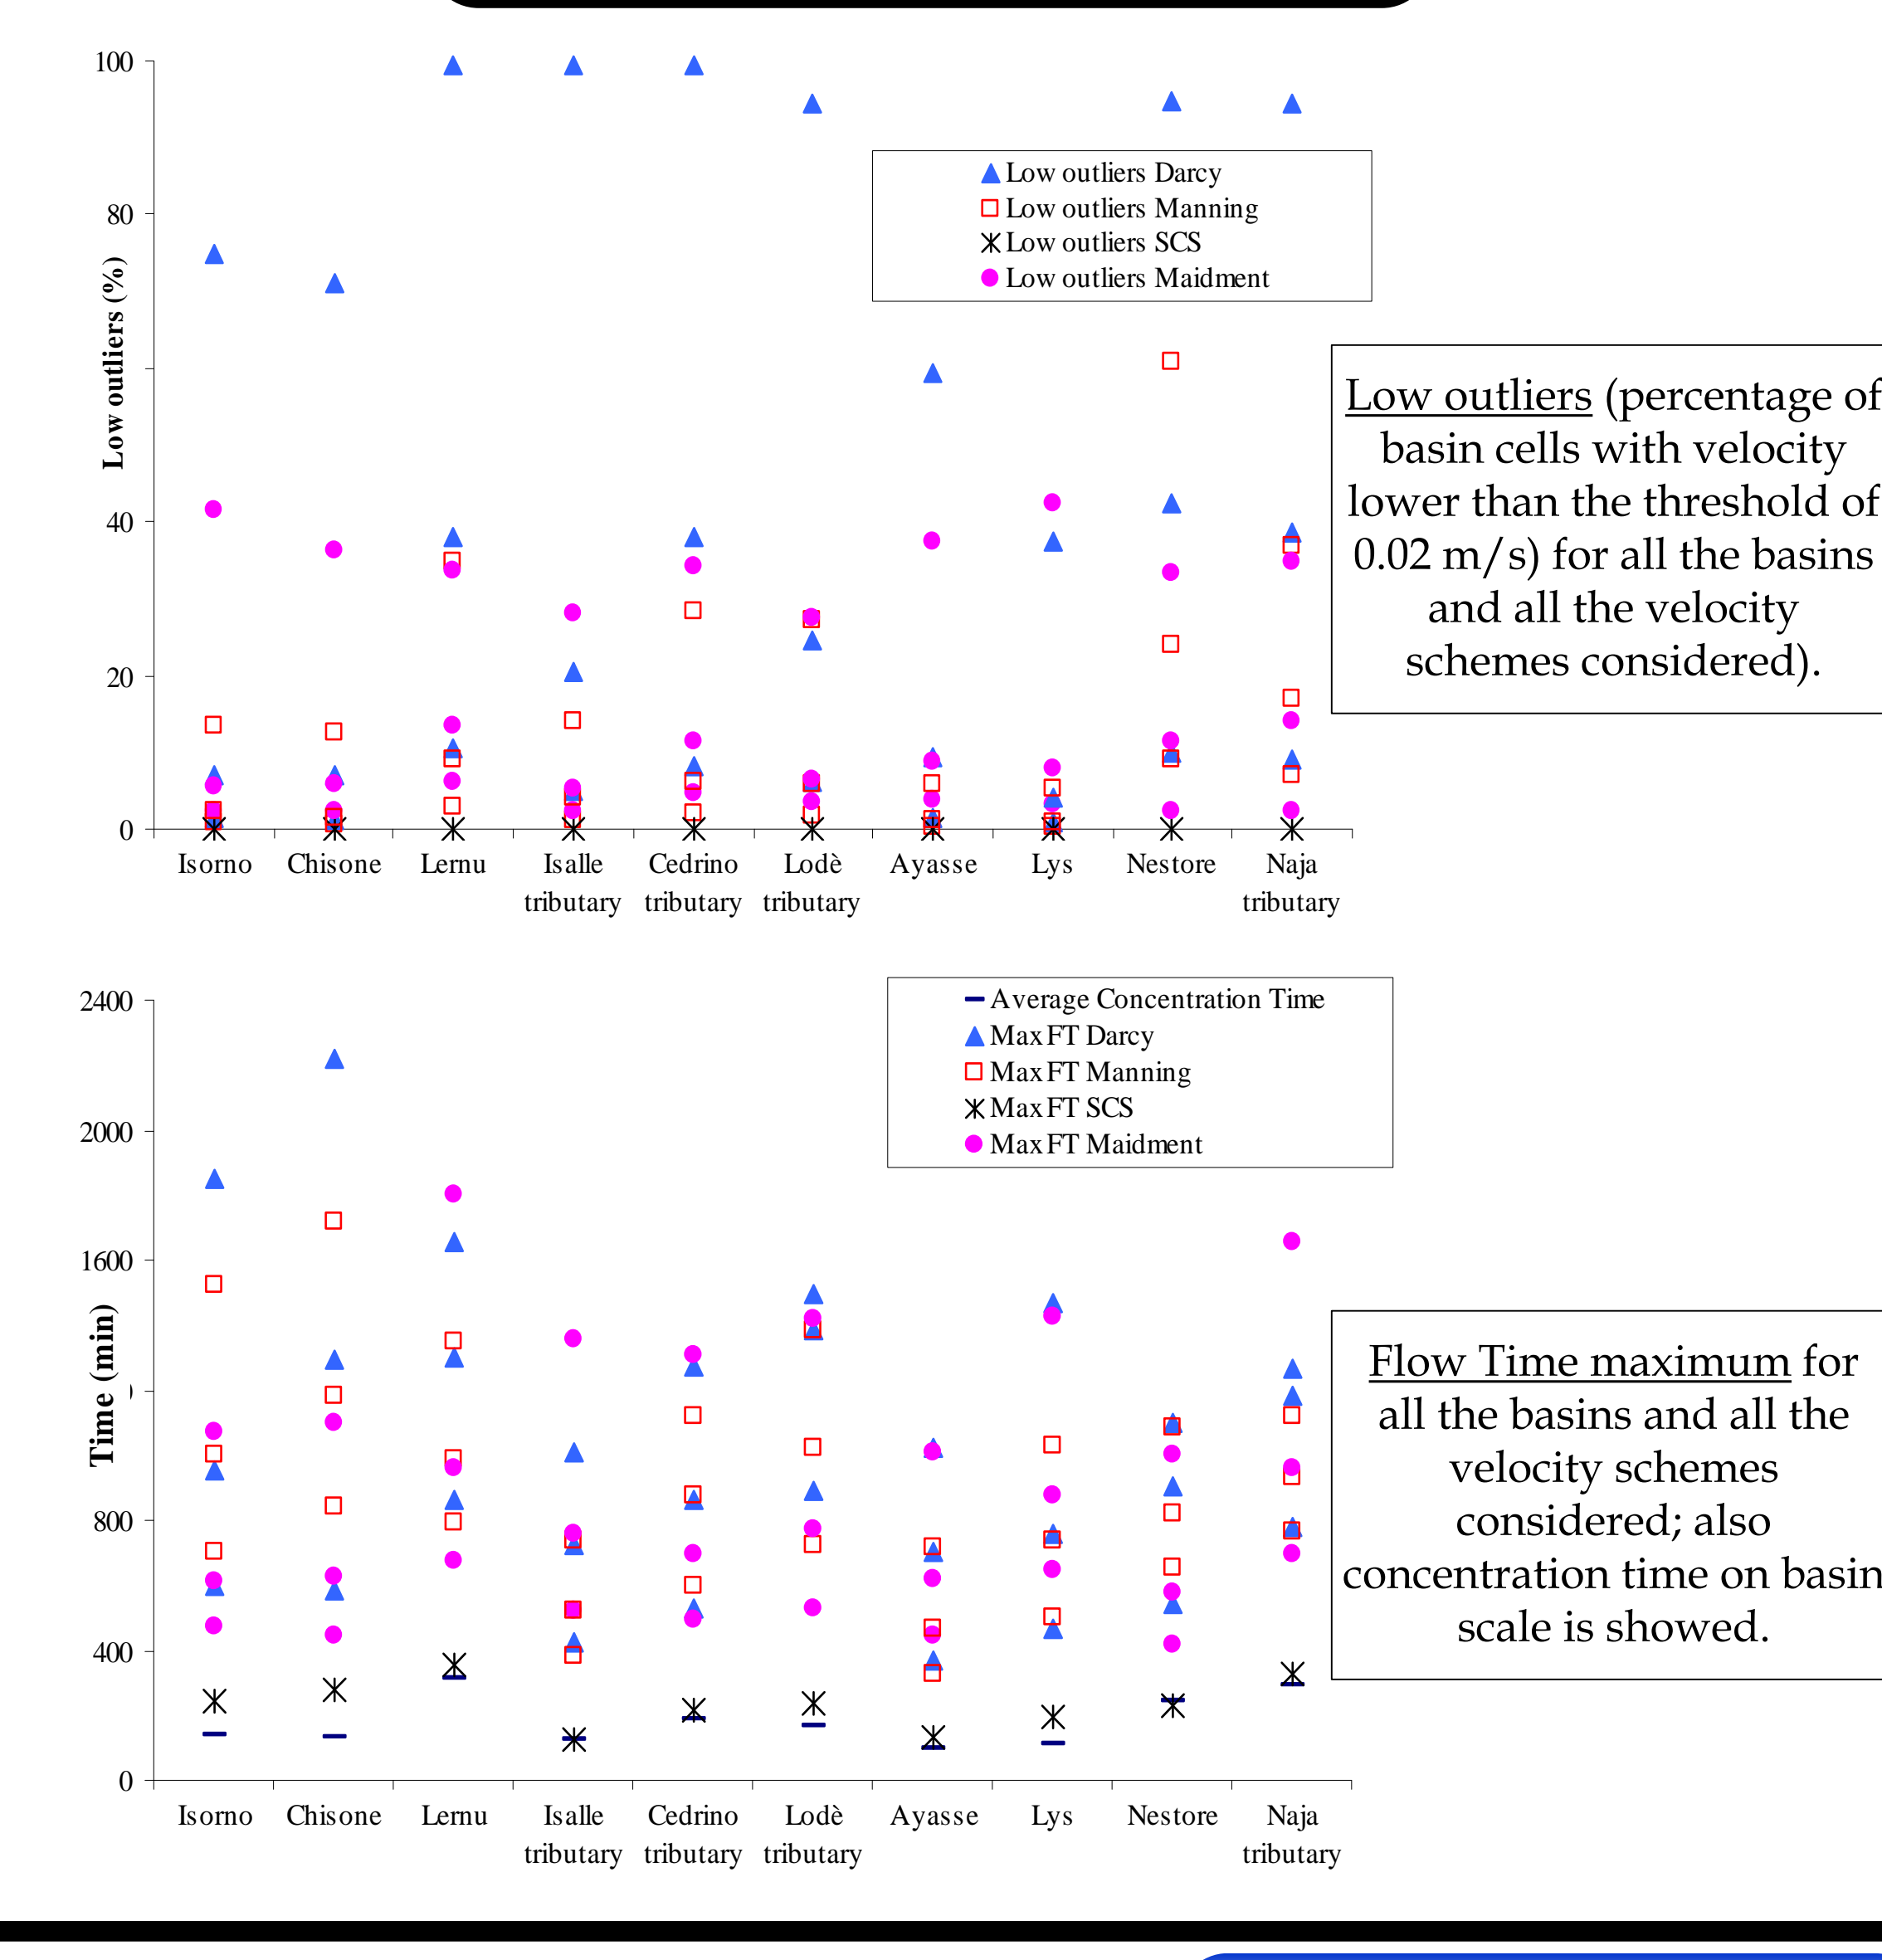 100
80
40
20
0
Low outliers (%)
Low outliers Darcy
Low outliers Manning
Low outliers SCS
Low outliers Maidment
Isorno Chisone Lernu Isalle tributary Cedrino tributary Lodè tributary Ayasse Lys Nestore Naja tributary
Low outliers (percentage of
basin cells with velocity
lower than the threshold of
0.02 m/s) for all the basins
and all the velocity
schemes considered).
2400
2000
1600
800
400
0
Time (min)
Average Concentration Time
Max FT Darcy
Max FT Manning
Max FT SCS
Max FT Maidment
Isorno Chisone Lernu Isalle tributary Cedrino tributary Lodè tributary Ayasse Lys Nestore Naja tributary
Flow Time maximum for
all the basins and all the
velocity schemes
considered; also
concentration time on basin
scale is showed.